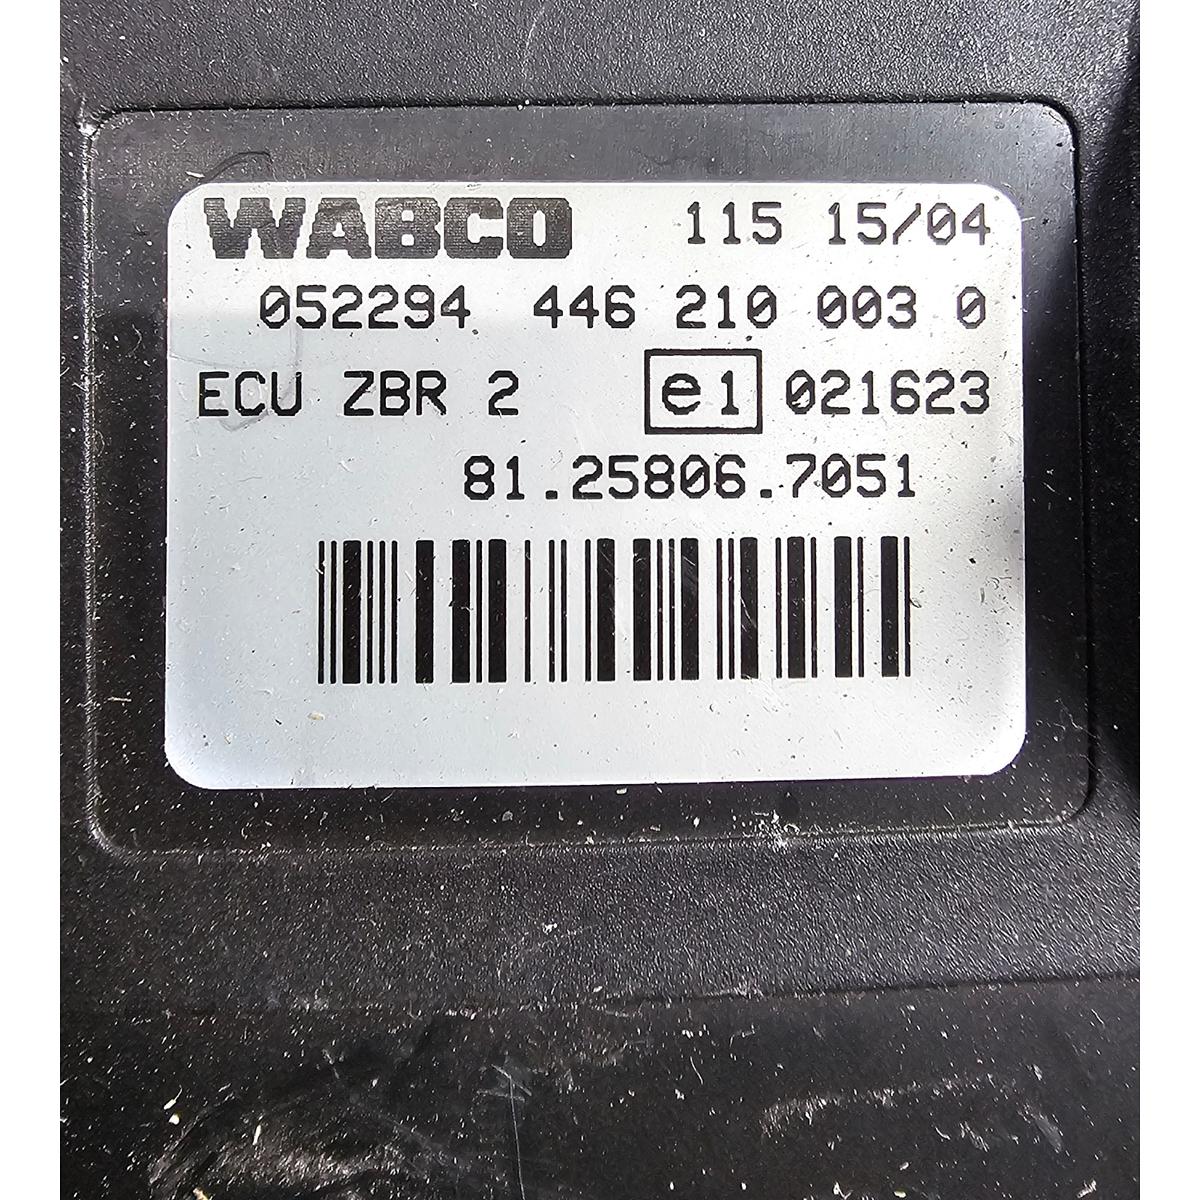 WABCO 115 15/04
052294 446 210 003 0
ECU ZBR 2 e1 021623
81.25806.7051